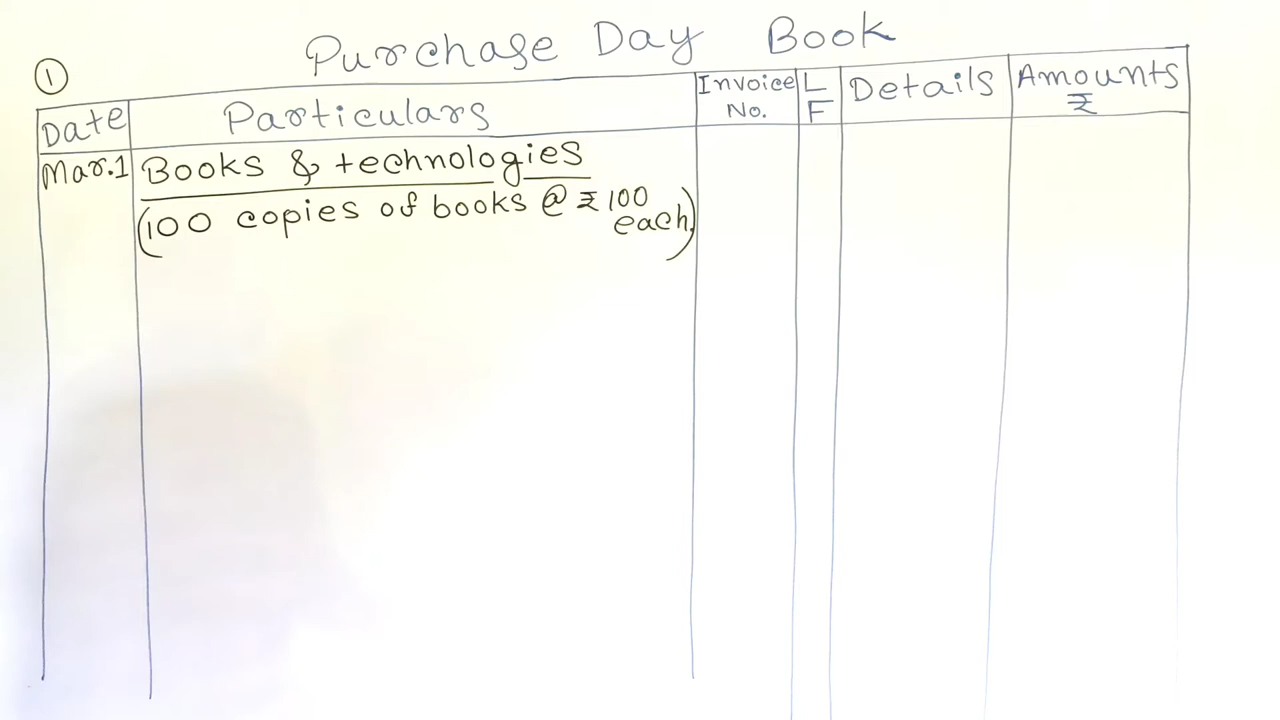 Purchase Day Book
①
Date Particulars Invoice No. L F Details Amounts ₹
Mar.1 Books & technologies
(100 copies of books @ ₹100 each)